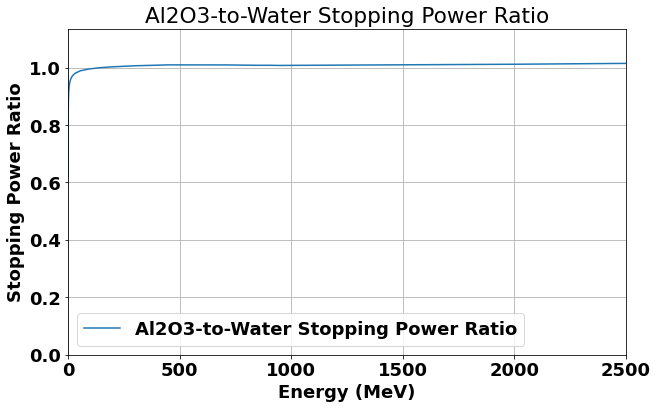 Al2O3-to-Water Stopping Power Ratio
1.0
0.8
0.6
0.4
0.2
0.0
Stopping Power Ratio
Al2O3-to-Water Stopping Power Ratio
0 500 1000 1500 2000 2500
Energy (MeV)